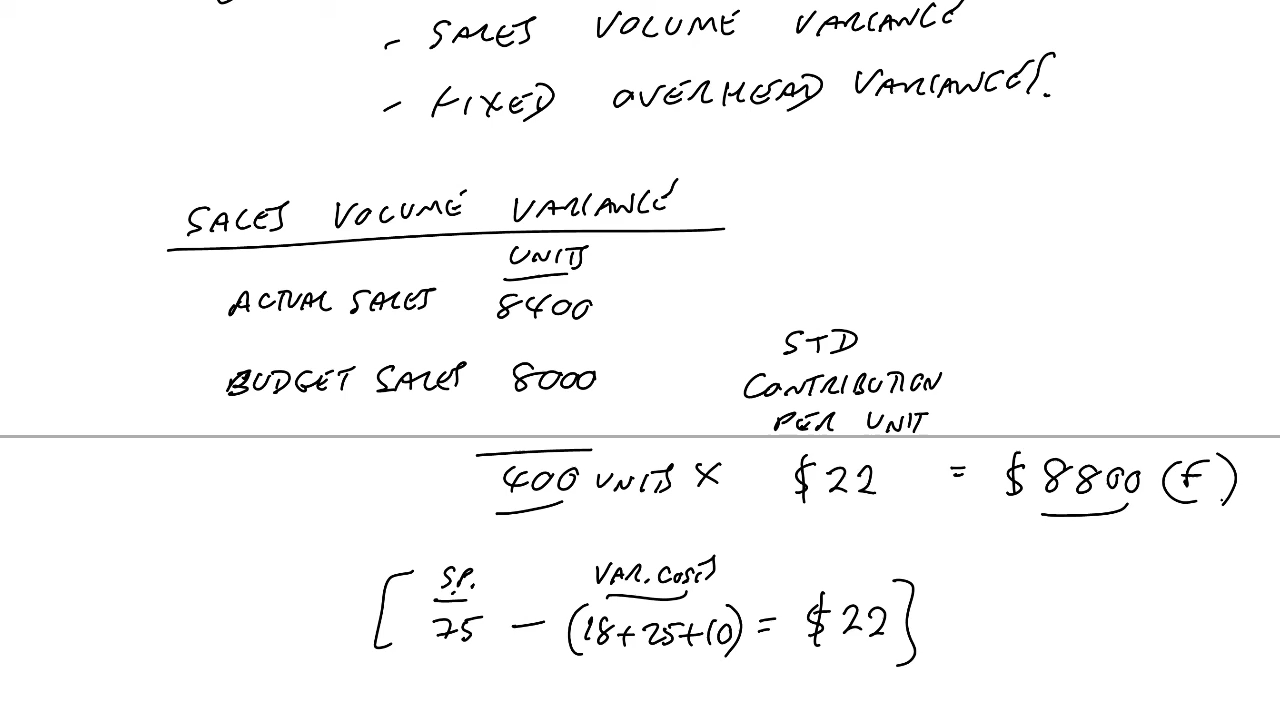 - SALES VOLUME VARIANCE
- FIXED OVERHEAD VARIANCES.
SALES VOLUME VARIANCE
UNITS
ACTUAL SALES 8400
BUDGET SALES 8000
STD
CONTRIBUTION
PER UNIT
400 UNITS X $22 = $8800 (F)
S.P. VAR. COSTS
[75 - (18+25+10) = $22]